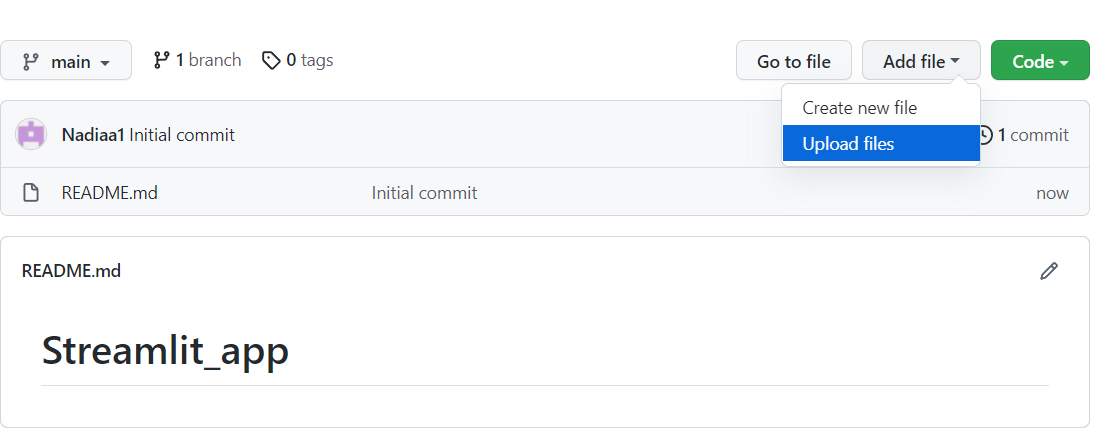 main 1 branch 0 tags Go to file Add file Code
Create new file
Nadiaa1 Initial commit 1 commit
Upload files
README.md Initial commit now
README.md
Streamlit_app